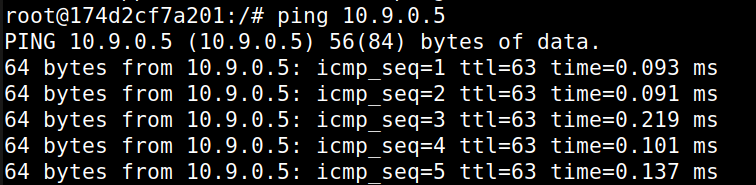 root@174d2cf7a201:/# ping 10.9.0.5
PING 10.9.0.5 (10.9.0.5) 56(84) bytes of data.
64 bytes from 10.9.0.5: icmp_seq=1 ttl=63 time=0.093 ms
64 bytes from 10.9.0.5: icmp_seq=2 ttl=63 time=0.091 ms
64 bytes from 10.9.0.5: icmp_seq=3 ttl=63 time=0.219 ms
64 bytes from 10.9.0.5: icmp_seq=4 ttl=63 time=0.101 ms
64 bytes from 10.9.0.5: icmp_seq=5 ttl=63 time=0.137 ms